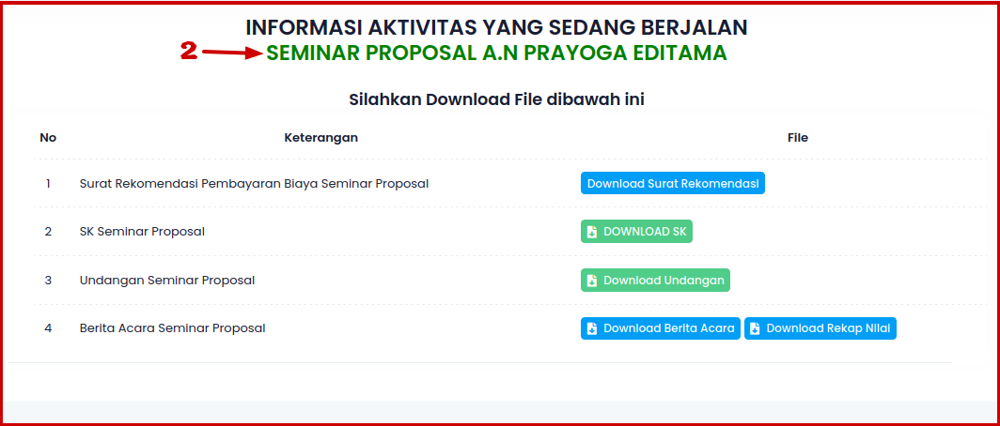 INFORMASI AKTIVITAS YANG SEDANG BERJALAN
2 SEMINAR PROPOSAL A.N PRAYOGA EDITAMA
Silahkan Download File dibawah ini
No Keterangan File
1 Surat Rekomendasi Pembayaran Biaya Seminar Proposal Download Surat Rekomendasi
2 SK Seminar Proposal DOWNLOAD SK
3 Undangan Seminar Proposal Download Undangan
4 Berita Acara Seminar Proposal Download Berita Acara Download Rekap Nilai